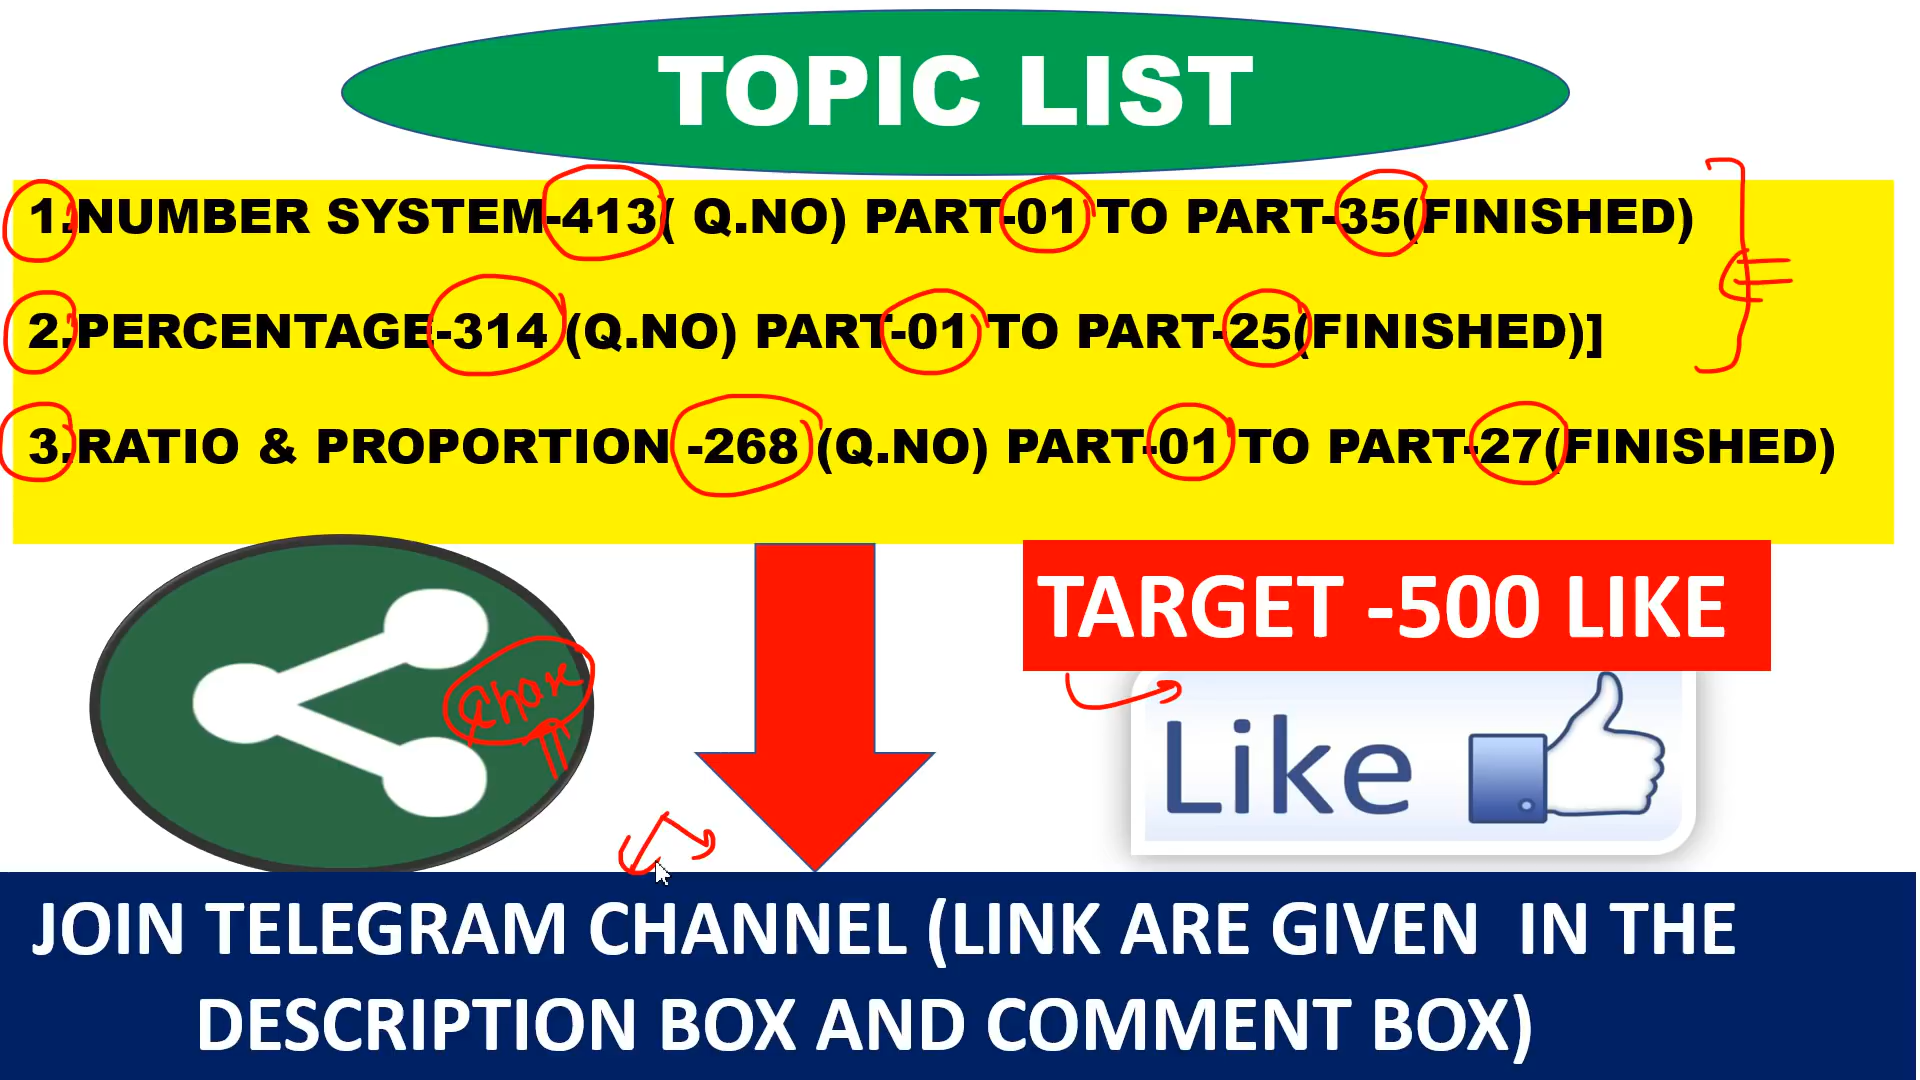 TOPIC LIST
1.NUMBER SYSTEM-413( Q.NO) PART-01 TO PART-35(FINISHED)
2.PERCENTAGE-314 (Q.NO) PART-01 TO PART-25(FINISHED)]
3.RATIO & PROPORTION -268 (Q.NO) PART-01 TO PART-27(FINISHED)
TARGET -500 LIKE
Like
JOIN TELEGRAM CHANNEL (LINK ARE GIVEN IN THE
DESCRIPTION BOX AND COMMENT BOX)